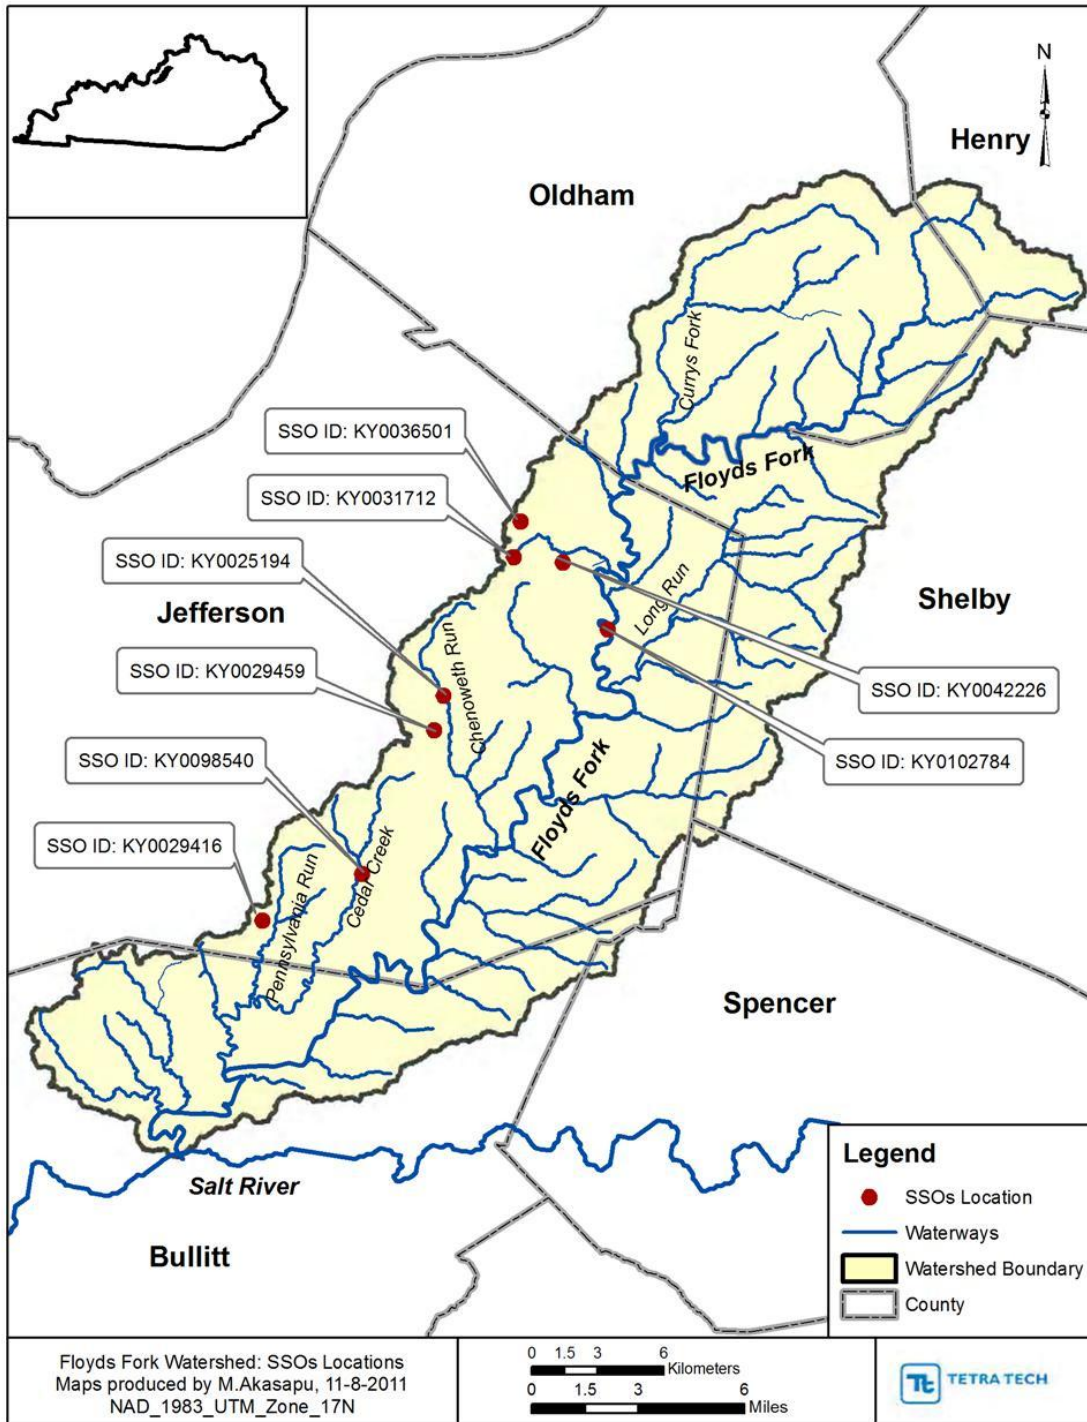 N
Henry
Oldham
Currys Fork
SSO ID: KY0036501
Floyds Fork
SSO ID: KY0031712
SSO ID: KY0025194
Jefferson
Long Run
Shelby
SSO ID: KY0029459
Chenoweth Run
SSO ID: KY0042226
SSO ID: KY0098540
SSO ID: KY0102784
Floyds Fork
SSO ID: KY0029416
Cedar Creek
Pennsylvania Run
Spencer
Salt River
Bullitt
Legend
SSOs Location
Waterways
Watershed Boundary
County
Floyds Fork Watershed: SSOs Locations
Maps produced by M.Akasapu, 11-8-2011
NAD_1983_UTM_Zone_17N
0 1.5 3 6
Kilometers
0 1.5 3 6
Miles
Tt TETRA TECH